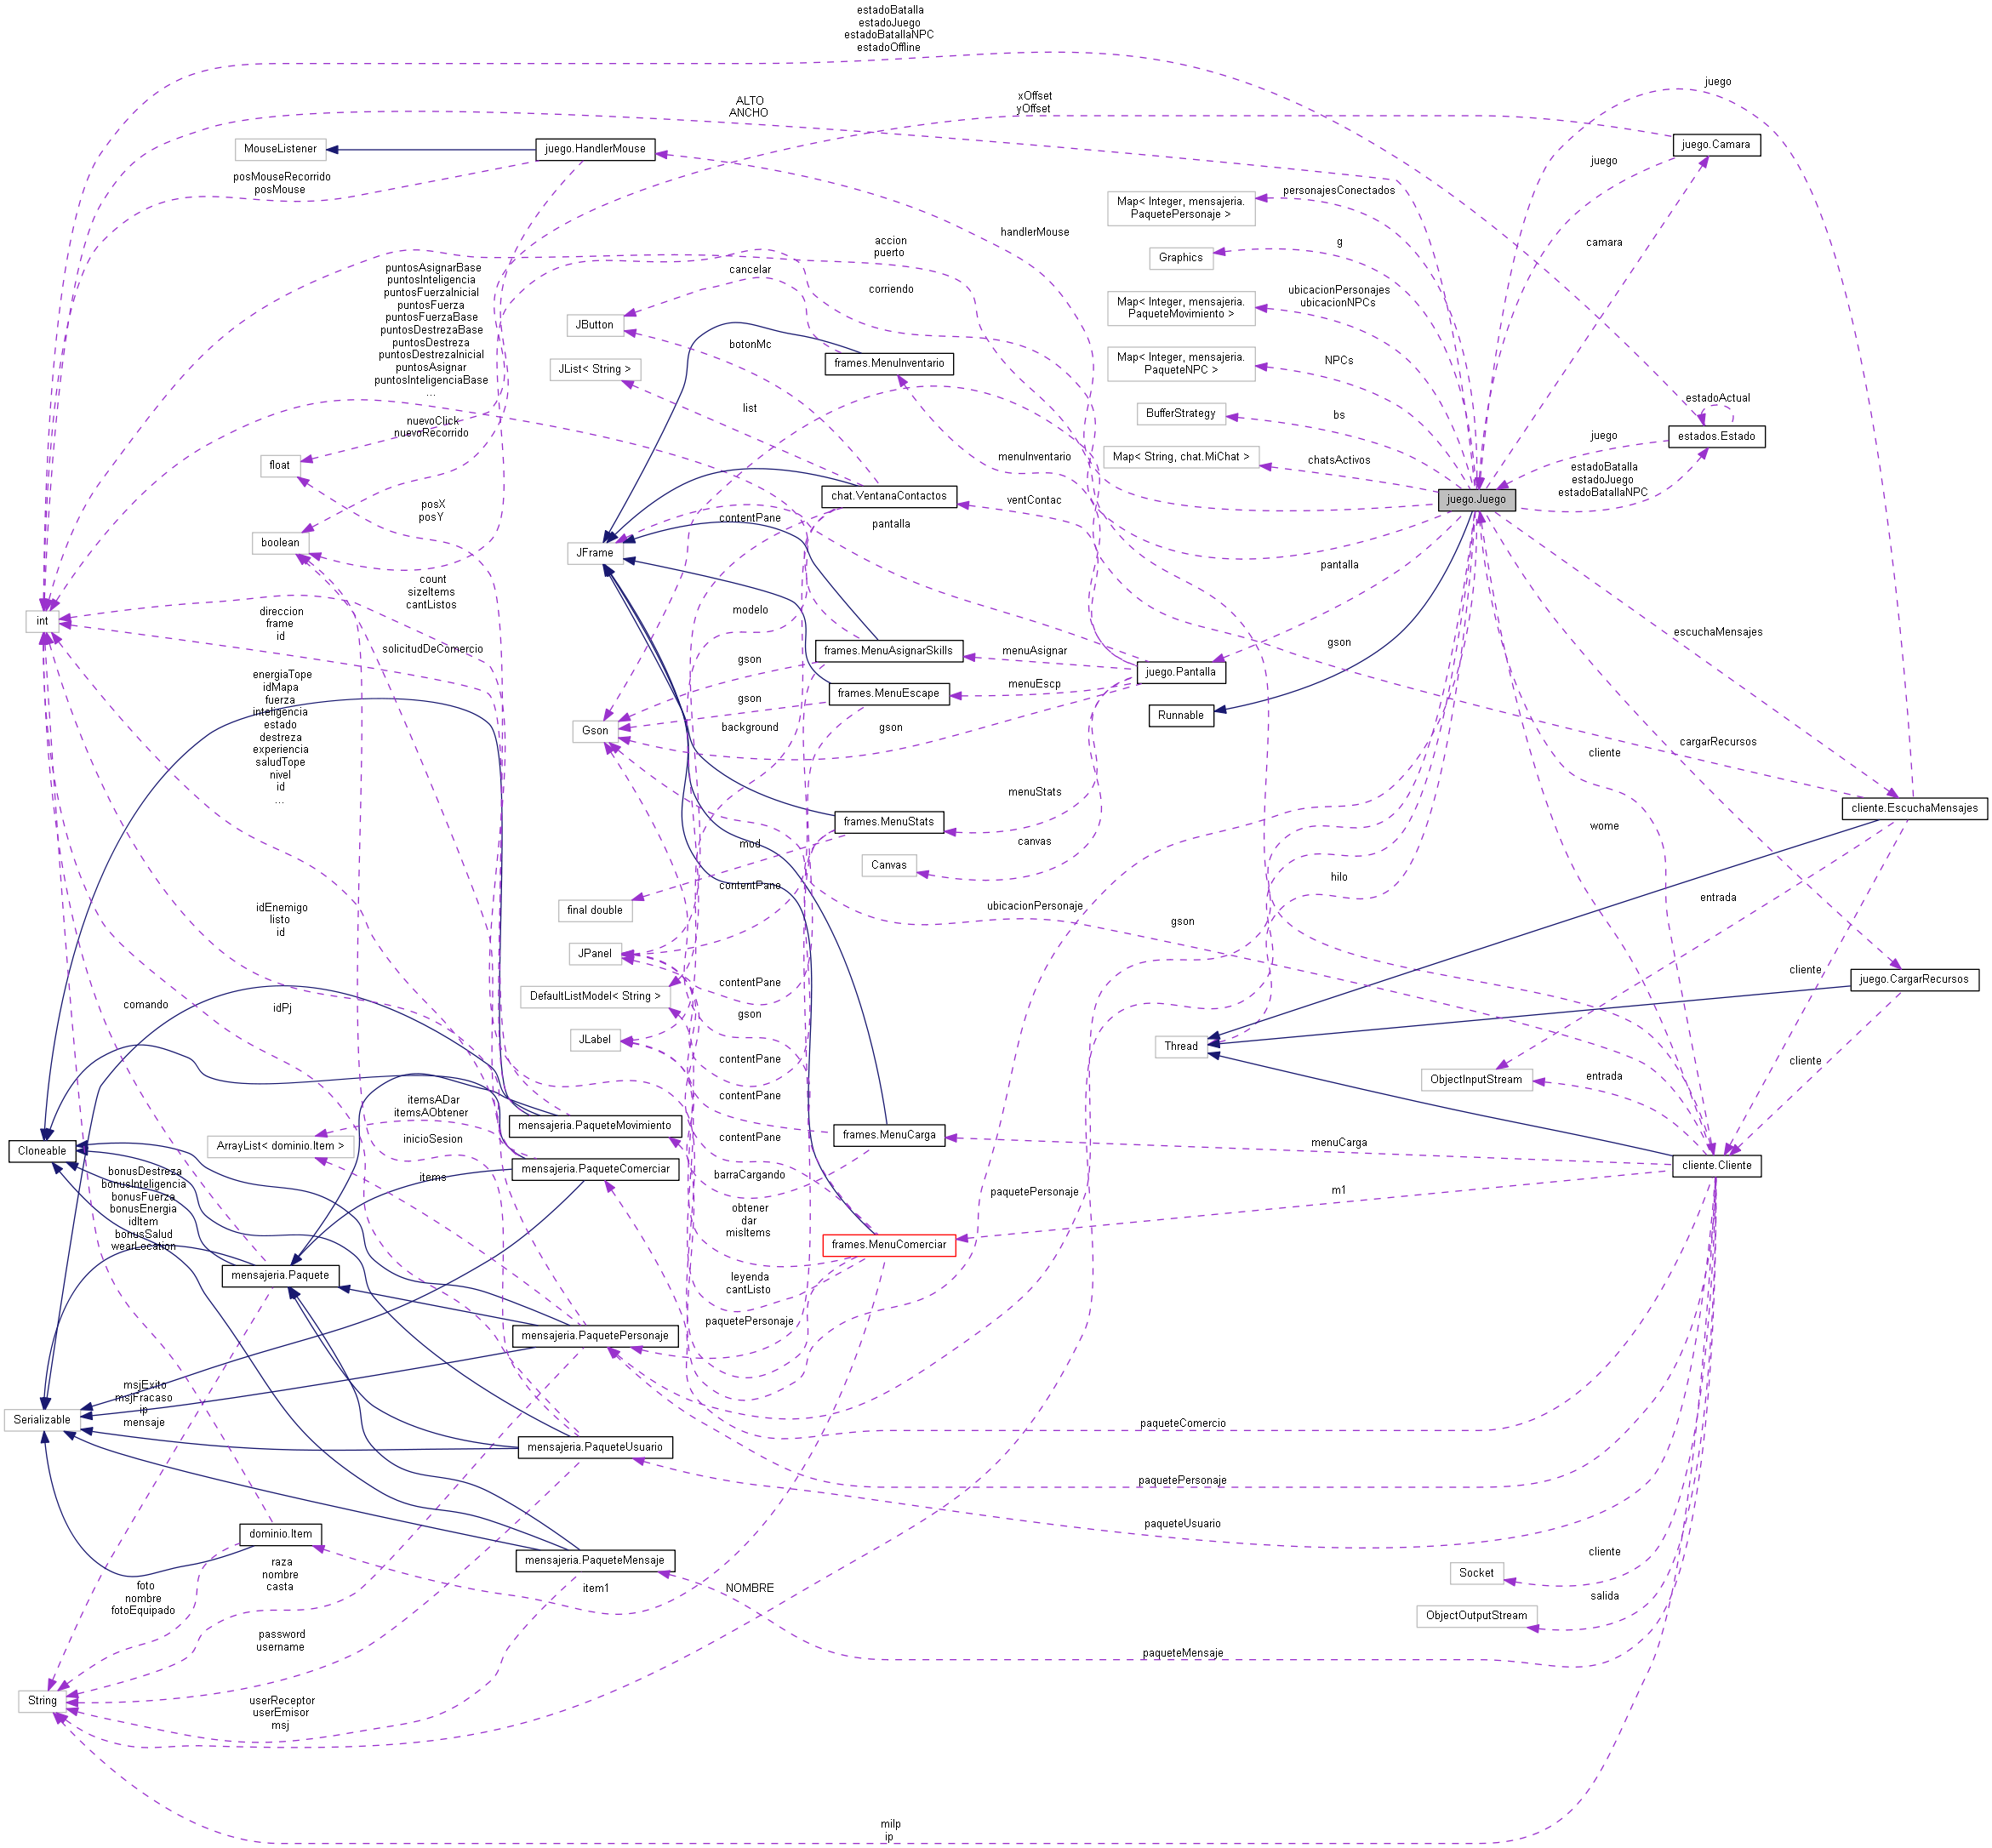 estadoBatalla
estadoJuego
estadoBatallaNPC
estadoOffline
juego
ALTO
ANCHO
xOffset
yOffset
MouseListener
juego.HandlerMouse
juego.Camara
juego
posMouseRecorrido
posMouse
Map< Integer, mensajeria.
PaquetePersonaje >
personajesConectados
handlerMouse
accion
puerto
g
camara
Graphics
puntosAsignarBase
puntosInteligencia
puntosFuerzaInicial
puntosFuerza
puntosFuerzaBase
puntosDestrezaBase
puntosDestreza
puntosDestrezaInicial
puntosAsignar
puntosInteligenciaBase
...
cancelar
corriendo
ubicacionPersonajes
ubicacionNPCs
Map< Integer, mensajeria.
PaqueteMovimiento >
JButton
botonMc
frames.MenuInventario
NPCs
Map< Integer, mensajeria.
PaqueteNPC >
JList< String >
list
bs
BufferStrategy
estadoActual
estados.Estado
juego
nuevoClick
nuevoRecorrido
menuInventario
Map< String, chat.MiChat >
chatsActivos
estadoBatalla
estadoJuego
estadoBatallaNPC
float
chat.VentanaContactos
ventContac
juego.Juego
posX
posY
contentPane
pantalla
boolean
JFrame
pantalla
count
sizeItems
cantListos
modelo
direccion
frame
id
int
solicitudDeComercio
escuchaMensajes
gson
frames.MenuAsignarSkills
menuAsignar
gson
juego.Pantalla
energiaTope
idMapa
fuerza
inteligencia
estado
destreza
experiencia
saludTope
nivel
id
...
frames.MenuEscape
menuEscp
gson
Runnable
Gson
background
gson
cargarRecursos
cliente
menuStats
cliente.EscuchaMensajes
frames.MenuStats
wome
mod
canvas
Canvas
hilo
contentPane
entrada
final double
ubicacionPersonaje
idEnemigo
listo
id
gson
JPanel
cliente
juego.CargarRecursos
contentPane
DefaultListModel< String >
comando
idPj
gson
JLabel
Thread
cliente
contentPane
ObjectInputStream
entrada
contentPane
itemsADar
itemsAObtener
mensajeria.PaqueteMovimiento
frames.MenuCarga
menuCarga
contentPane
inicioSesion
ArrayList< dominio.Item >
Cloneable
mensajeria.PaqueteComerciar
cliente.Cliente
bonusDestreza
bonusInteligencia
bonusFuerza
bonusEnergia
idItem
bonusSalud
wearLocation
items
barraCargando
paquetePersonaje
m1
obtener
dar
misItems
frames.MenuComerciar
mensajeria.Paquete
leyenda
cantListo
paquetePersonaje
mensajeria.PaquetePersonaje
msjExito
msjFracaso
ip
mensaje
Serializable
paqueteComercio
mensajeria.PaqueteUsuario
paquetePersonaje
paqueteUsuario
dominio.Item
mensajeria.PaqueteMensaje
cliente
raza
nombre
casta
Socket
foto
nombre
fotoEquipado
item1
NOMBRE
salida
ObjectOutputStream
password
username
paqueteMensaje
String
userReceptor
userEmisor
msj
miIp
ip